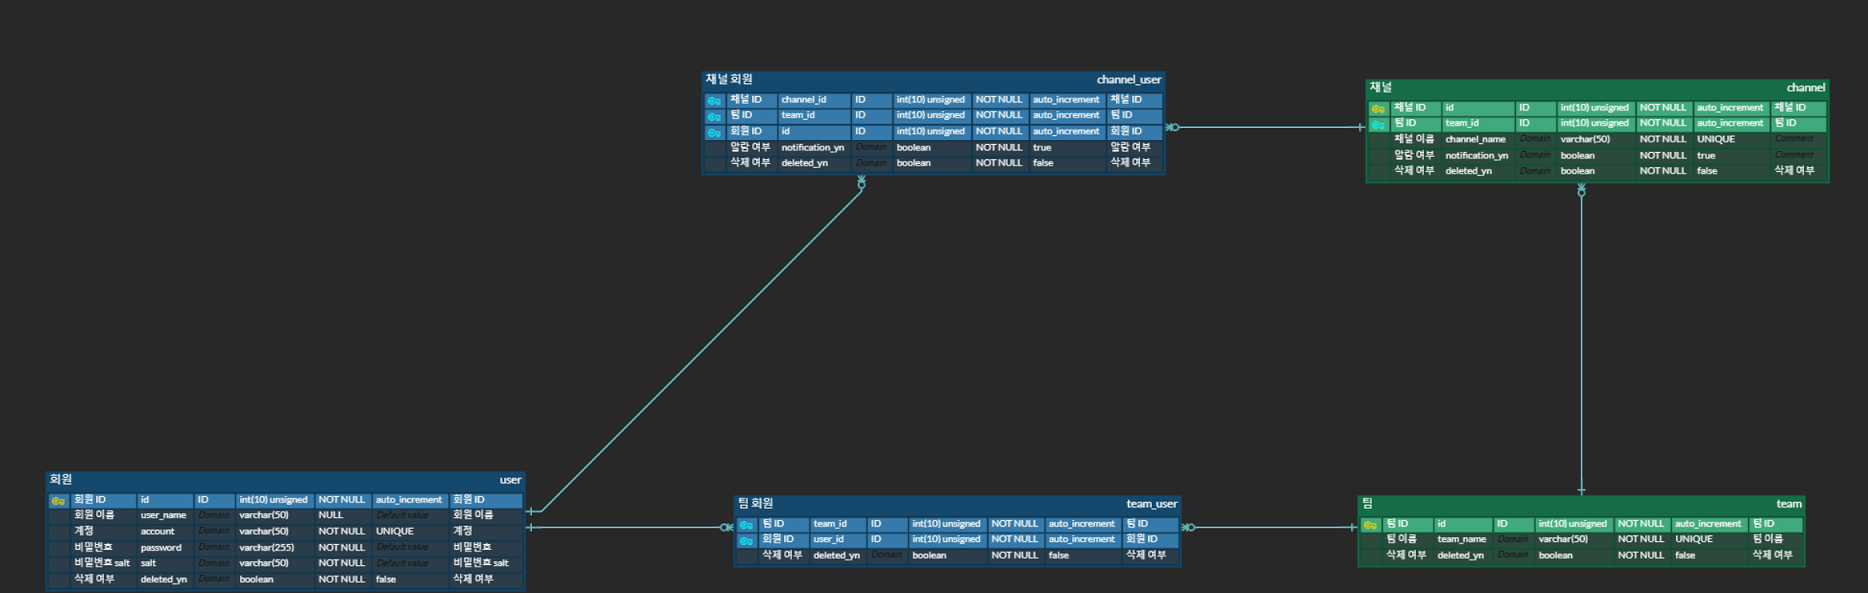 채널 회원 channel_user
채널 ID channel_id ID int(10) unsigned NOT NULL auto_increment 채널 ID
팀 ID team_id ID int(10) unsigned NOT NULL auto_increment 팀 ID
회원 ID id ID int(10) unsigned NOT NULL auto_increment 회원 ID
알람 여부 notification_yn Domain boolean NOT NULL true 알람 여부
삭제 여부 deleted_yn Domain boolean NOT NULL false 삭제 여부
채널 channel
채널 ID id ID int(10) unsigned NOT NULL auto_increment 채널 ID
팀 ID team_id ID int(10) unsigned NOT NULL auto_increment 팀 ID
채널 이름 channel_name Domain varchar(50) NOT NULL UNIQUE Comment
알람 여부 notification_yn Domain boolean NOT NULL true Comment
삭제 여부 deleted_yn Domain boolean NOT NULL false 삭제 여부
회원 user
회원 ID id ID int(10) unsigned NOT NULL auto_increment 회원 ID
회원 이름 user_name Domain varchar(50) NULL Default value 회원 이름
계정 account Domain varchar(50) NOT NULL UNIQUE 계정
비밀번호 password Domain varchar(255) NOT NULL Default value 비밀번호
비밀번호 salt salt Domain varchar(50) NOT NULL Default value 비밀번호 salt
삭제 여부 deleted_yn Domain boolean NOT NULL false 삭제 여부
팀 회원 team_user
팀 ID team_id ID int(10) unsigned NOT NULL auto_increment 팀 ID
회원 ID user_id ID int(10) unsigned NOT NULL auto_increment 회원 ID
삭제 여부 deleted_yn Domain boolean NOT NULL false 삭제 여부
팀 team
팀 ID id ID int(10) unsigned NOT NULL auto_increment 팀 ID
팀 이름 team_name Domain varchar(50) NOT NULL UNIQUE 팀 이름
삭제 여부 deleted_yn Domain boolean NOT NULL false 삭제 여부